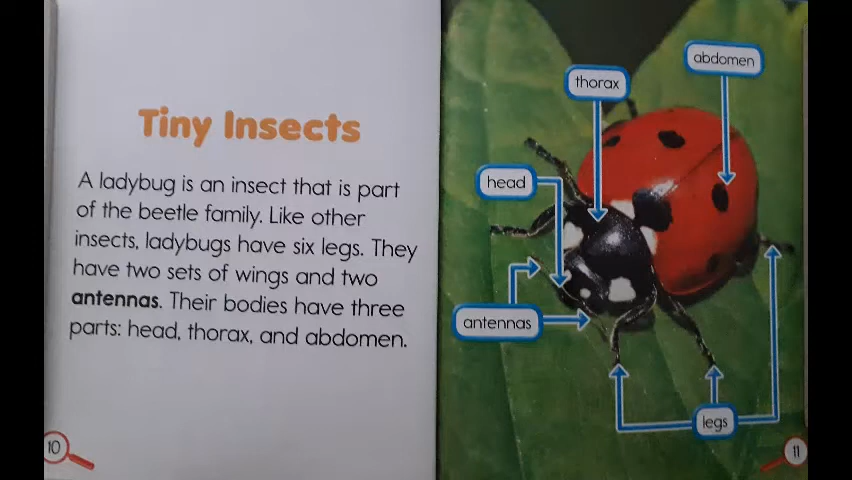 Tiny Insects
A ladybug is an insect that is part
of the beetle family. Like other
insects, ladybugs have six legs. They
have two sets of wings and two
antennas. Their bodies have three
parts: head, thorax, and abdomen.
10
abdomen
thorax
head
antennas
legs
11